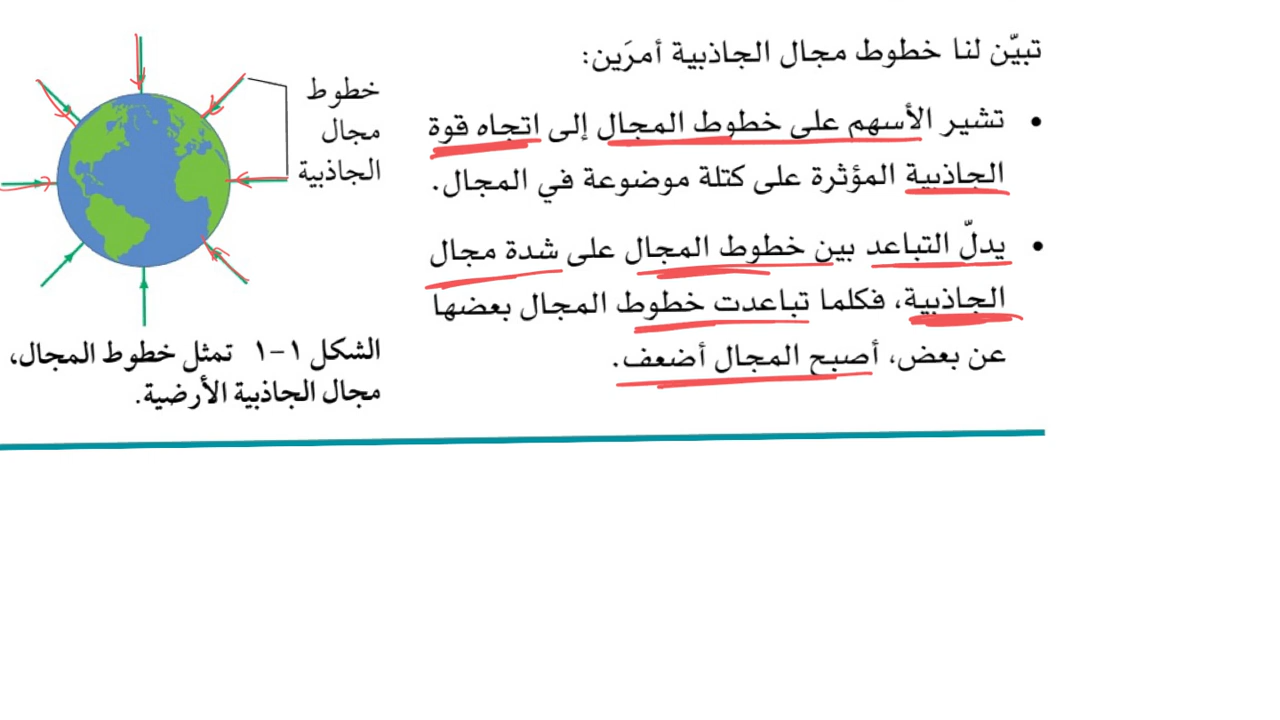 تبيّن لنا خطوط مجال الجاذبية أمرَين:
• تشير الأسهم على خطوط المجال إلى اتجاه قوة
الجاذبية المؤثرة على كتلة موضوعة في المجال.
• يدلّ التباعد بين خطوط المجال على شدة مجال
الجاذبية، فكلما تباعدت خطوط المجال بعضها
عن بعض، أصبح المجال أضعف.
خطوط
مجال
الجاذبية
الشكل ١-١ تمثل خطوط المجال،
مجال الجاذبية الأرضية.